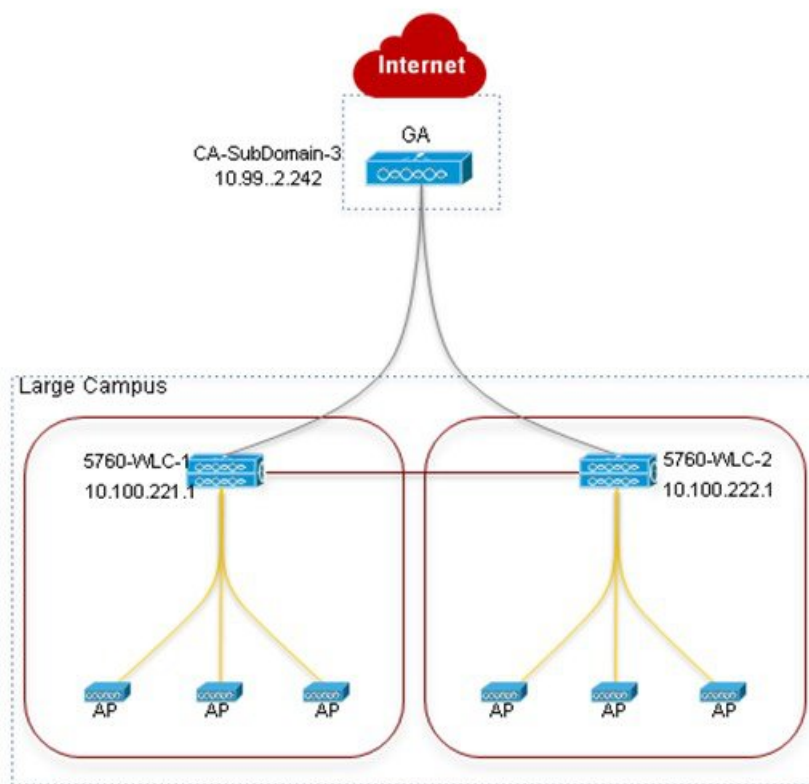 Internet
GA
CA-SubDomain-3
10.99..2.242
Large Campus
5760-WLC-1
10.100.221.1
5760-WLC-2
10.100.222.1
AP
AP
AP
AP
AP
AP